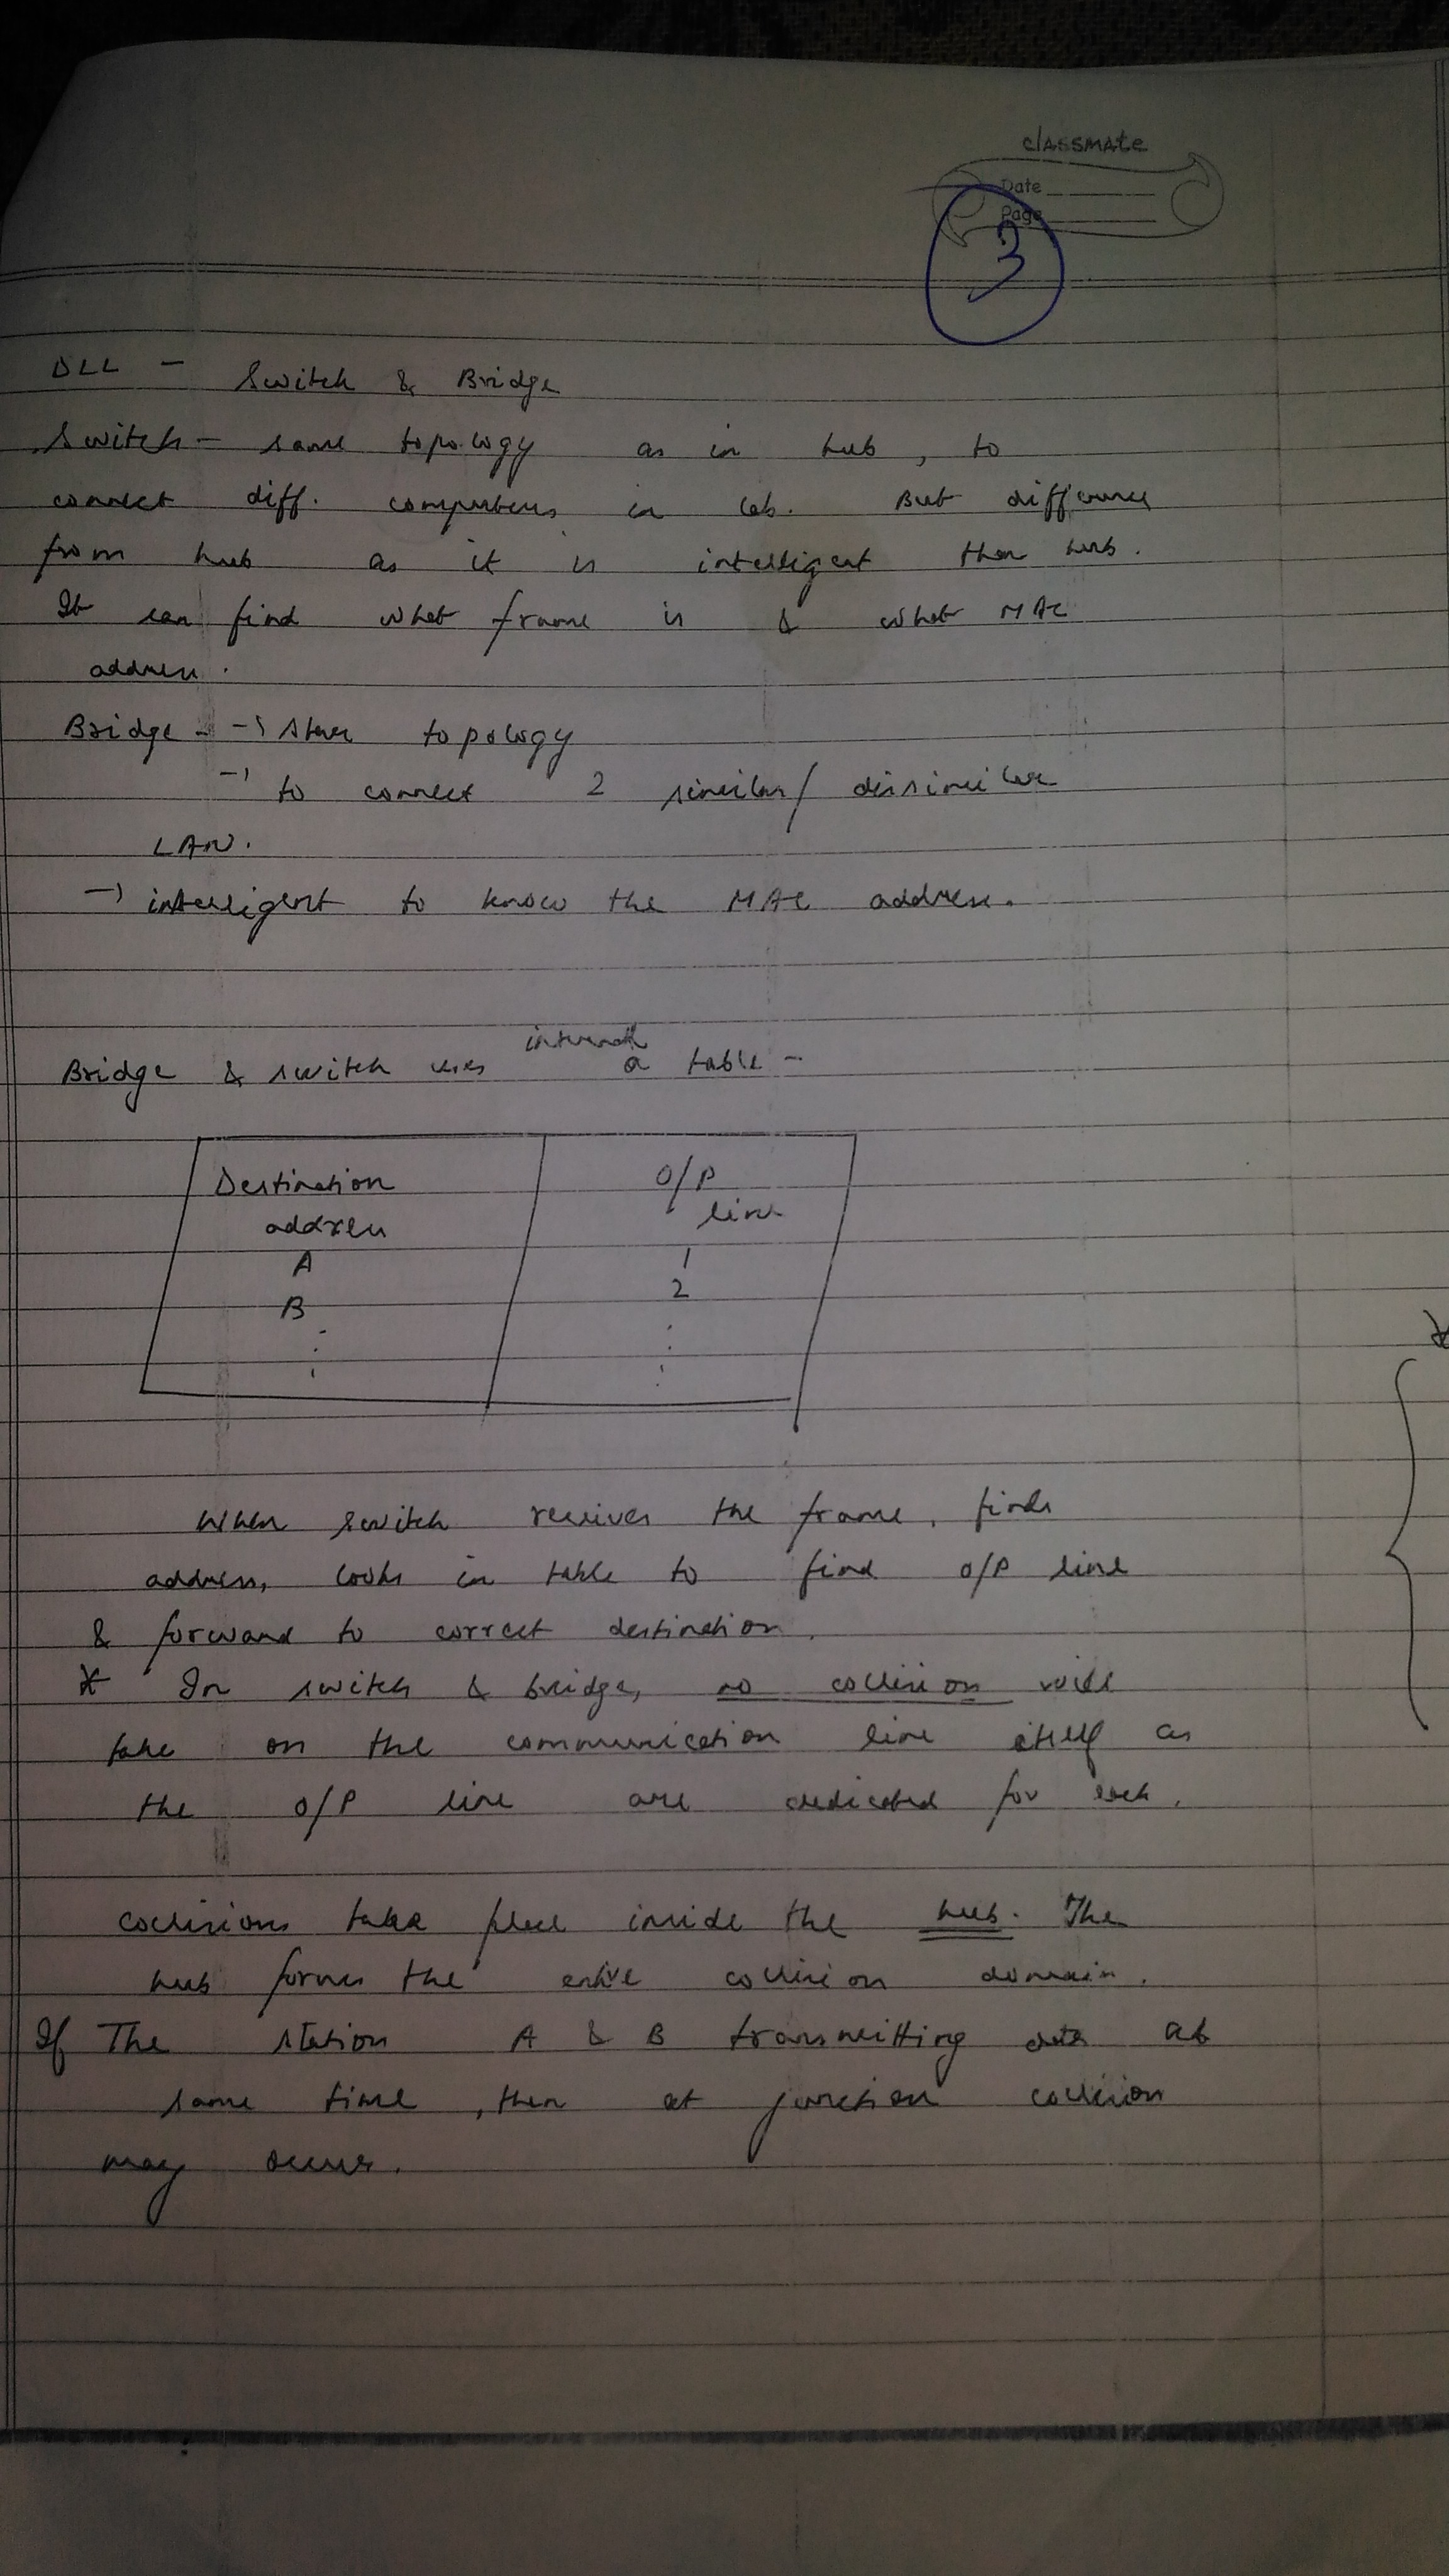 classmate
Date
Page
3
DLL - Switch & Bridge
Switch - same topology as in hub, to
connect diff. computers in lab. But difference
from hub as it is intelligent than hub.
It can find what frame is & what MAC
address.
Bridge - → topology
→ to connect 2 similar/ dissimilar
LAN.
→ intelligent to know the MAC address.
Bridge & switch uses a table -
Destination O/P
address line
A 1
B 2
When switch receives the frame, finds
address, looks in table to find O/P line
& forward to correct destination.
* In switch & bridge, no collision will
take on the communication line itself as
the O/P line are dedicated for each.
Collisions take place inside the hub. The
hub forms the entire collision domain.
If The station A & B transmitting data at
same time, then at junction collision
may occur.